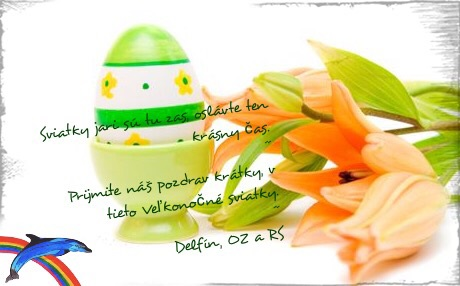 Sviatky jari sú tu zas, oslávte ten
krásny čas.
Prijmite náš pozdrav krátky, v
tieto Veľkonočné sviatky.
Delfín, OZ a RS